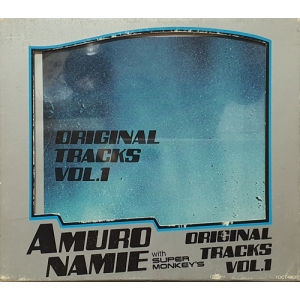 ORIGINAL
TRACKS
VOL.1
AMURO
NAMIE
with
SUPER
MONKEY'S
ORIGINAL
TRACKS
VOL.1